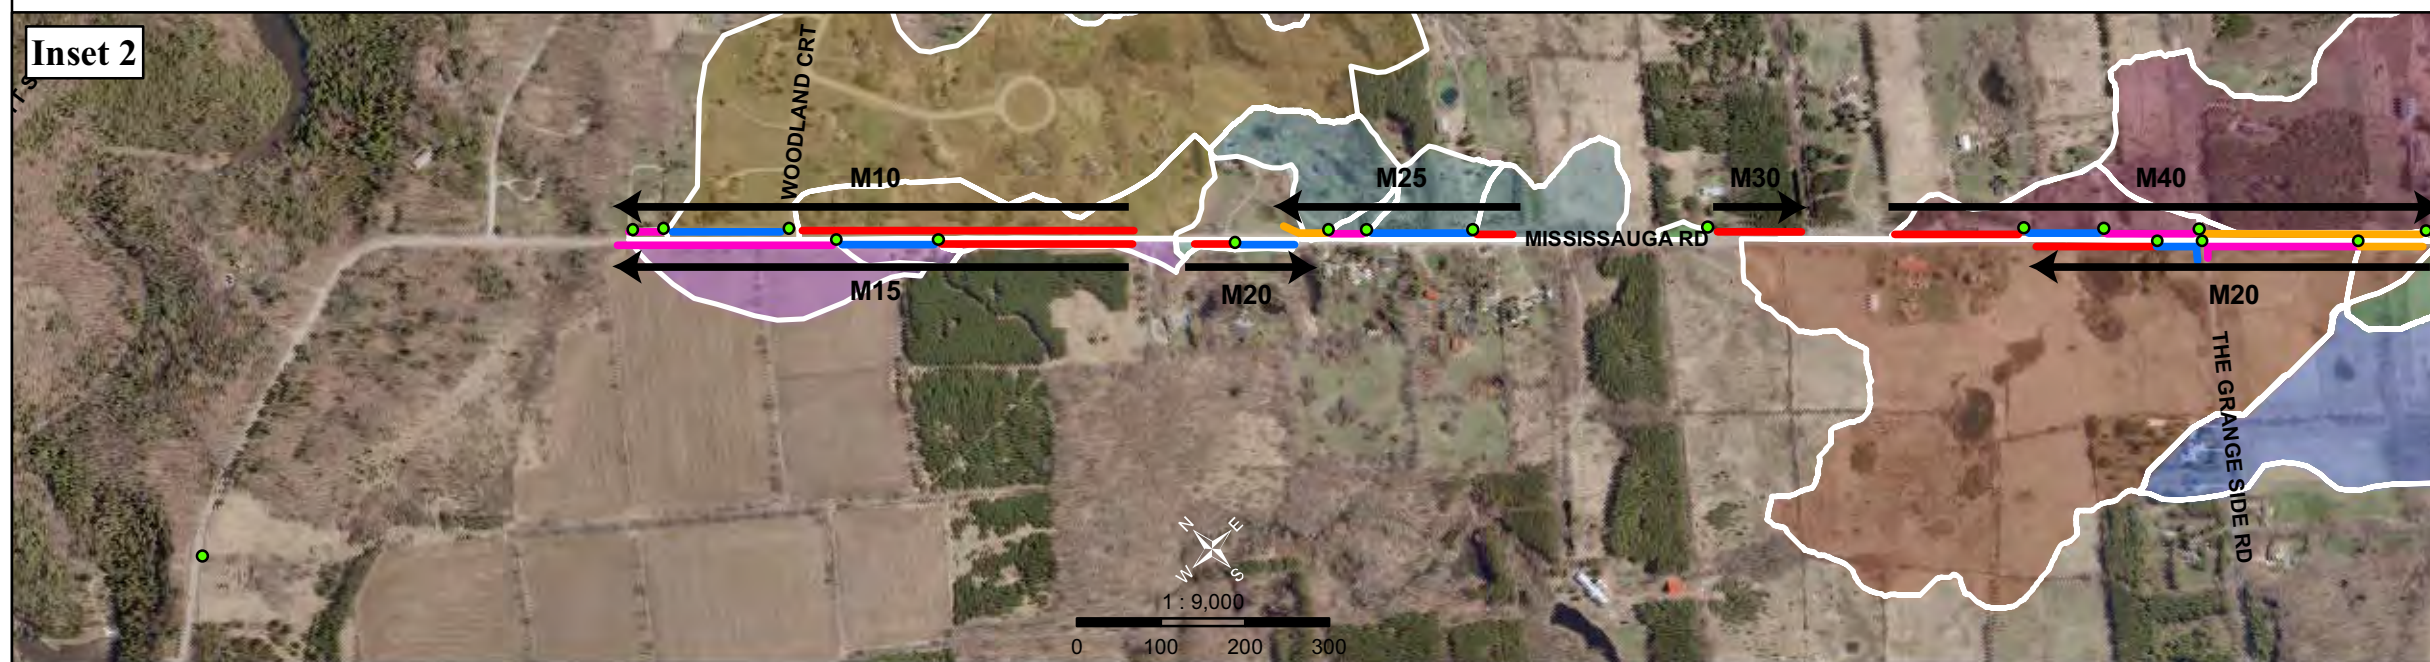 Inset 2
WOODLAND CRT
M10
M25
M30
M40
MISSISSAUGA RD
M15
M20
M20
THE GRANGE SIDE RD
N
E
W
S
1 : 9,000
0 100 200 300